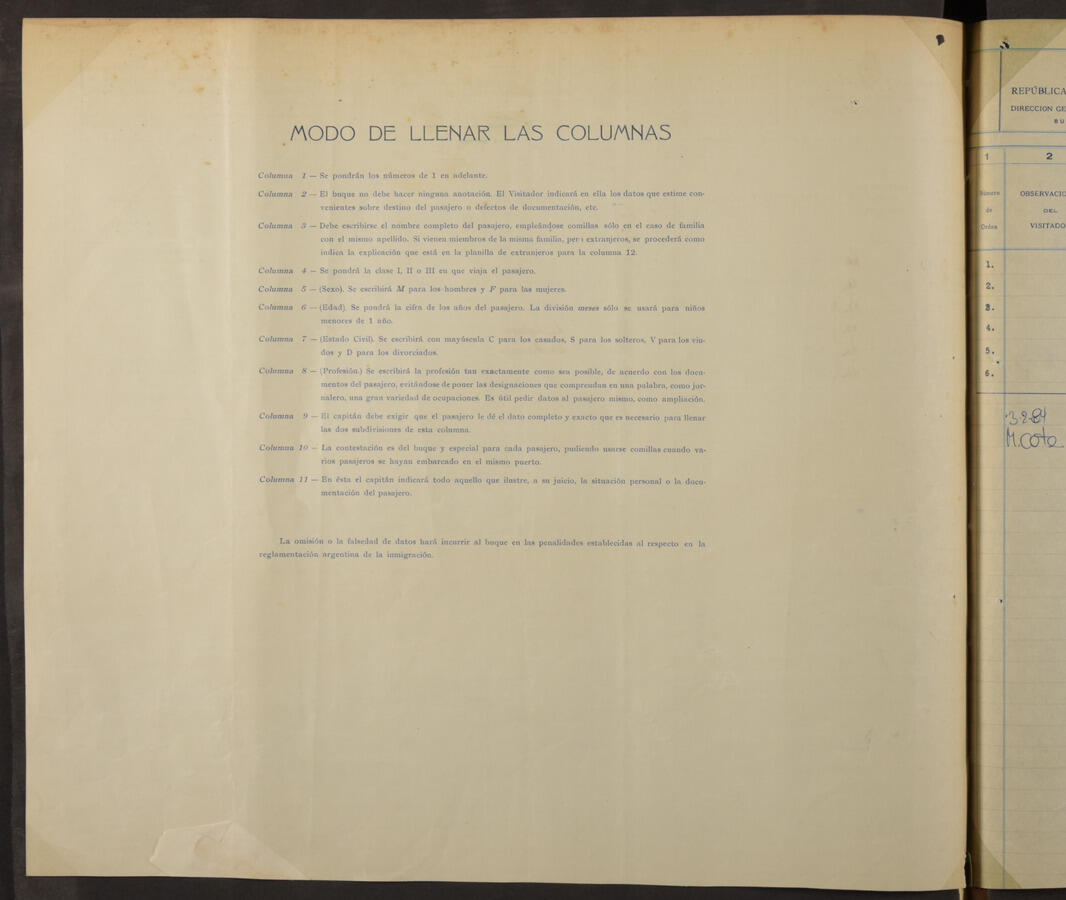 MODO DE LLENAR LAS COLUMNAS
Columna 1 — Se pondrán los números de 1 en adelante.
Columna 2 — El buque no debe hacer ninguna anotación. El Visitador indicará en ella los datos que estime con-
venientes sobre destino del pasajero o defectos de documentación, etc.
Columna 3 — Debe escribirse el nombre completo del pasajero, empleándose comillas sólo en el caso de familia
con el mismo apellido. Si vienen miembros de la misma familia, pero extranjeros, se procederá como
indica la explicación que está en la planilla de extranjeros para la columna 12.
Columna 4 — Se pondrá la clase I, II o III en que viaja el pasajero.
Columna 5 — (Sexo). Se escribirá M para los hombres y F para las mujeres.
Columna 6 — (Edad). Se pondrá la cifra de los años del pasajero. La división meses sólo se usará para niños
menores de 1 año.
Columna 7 — (Estado Civil). Se escribirá con mayúscula C para los casados, S para los solteros, V para los viu-
dos y D para los divorciados.
Columna 8 — (Profesión.) Se escribirá la profesión tan exactamente como sea posible, de acuerdo con los docu-
mentos del pasajero, evitándose de poner las designaciones que comprendan en una palabra, como jor-
nalero, una gran variedad de ocupaciones. Es útil pedir datos al pasajero mismo, como ampliación.
Columna 9 — El capitán debe exigir que el pasajero le dé el dato completo y exacto que es necesario para llenar
las dos subdivisiones de esta columna.
Columna 10 — La contestación es del buque y especial para cada pasajero, pudiendo usarse comillas cuando va-
rios pasajeros se hayan embarcado en el mismo puerto.
Columna 11 — En ésta el capitán indicará todo aquello que ilustre, a su juicio, la situación personal o la docu-
mentación del pasajero.
La omisión o la falsedad de datos hará incurrir al buque en las penalidades establecidas al respecto en la
reglamentación argentina de la inmigración.
REPÚBLICA
DIRECCION GE
BU
1 2
Número
de
Orden
OBSERVACIO
DEL
VISITADO
1.
2.
3.
4.
5.
6.
3-2-84
M.Cota